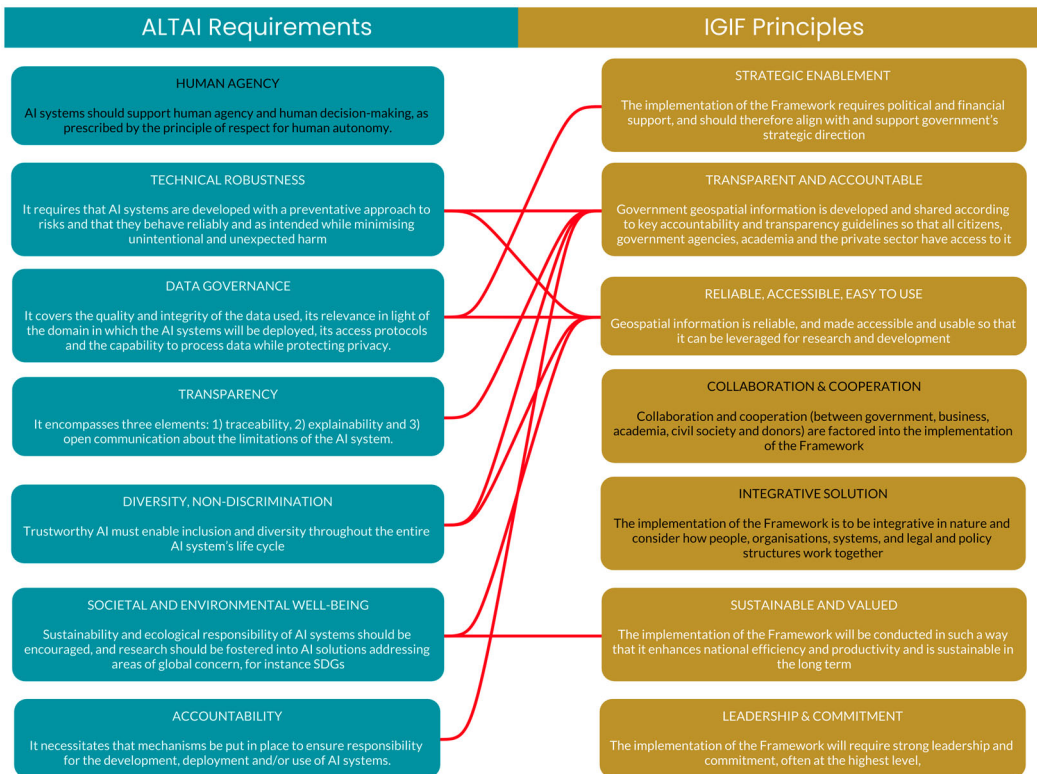 ALTAI Requirements
IGIF Principles
HUMAN AGENCY
AI systems should support human agency and human decision-making, as
prescribed by the principle of respect for human autonomy.
TECHNICAL ROBUSTNESS
It requires that AI systems are developed with a preventative approach to
risks and that they behave reliably and as intended while minimising
unintentional and unexpected harm
DATA GOVERNANCE
It covers the quality and integrity of the data used, its relevance in light of
the domain in which the AI systems will be deployed, its access protocols
and the capability to process data while protecting privacy.
TRANSPARENCY
It encompasses three elements: 1) traceability, 2) explainability and 3)
open communication about the limitations of the AI system.
DIVERSITY, NON-DISCRIMINATION
Trustworthy AI must enable inclusion and diversity throughout the entire
AI system's life cycle
SOCIETAL AND ENVIRONMENTAL WELL-BEING
Sustainability and ecological responsibility of AI systems should be
encouraged, and research should be fostered into AI solutions addressing
areas of global concern, for instance SDGs
ACCOUNTABILITY
It necessitates that mechanisms be put in place to ensure responsibility
for the development, deployment and/or use of AI systems.
STRATEGIC ENABLEMENT
The implementation of the Framework requires political and financial
support, and should therefore align with and support government's
strategic direction
TRANSPARENT AND ACCOUNTABLE
Government geospatial information is developed and shared according
to key accountability and transparency guidelines so that all citizens,
government agencies, academia and the private sector have access to it
RELIABLE, ACCESSIBLE, EASY TO USE
Geospatial information is reliable, and made accessible and usable so that
it can be leveraged for research and development
COLLABORATION & COOPERATION
Collaboration and cooperation (between government, business,
academia, civil society and donors) are factored into the implementation
of the Framework
INTEGRATIVE SOLUTION
The implementation of the Framework is to be integrative in nature and
consider how people, organisations, systems, and legal and policy
structures work together
SUSTAINABLE AND VALUED
The implementation of the Framework will be conducted in such a way
that it enhances national efficiency and productivity and is sustainable in
the long term
LEADERSHIP & COMMITMENT
The implementation of the Framework will require strong leadership and
commitment, often at the highest level,